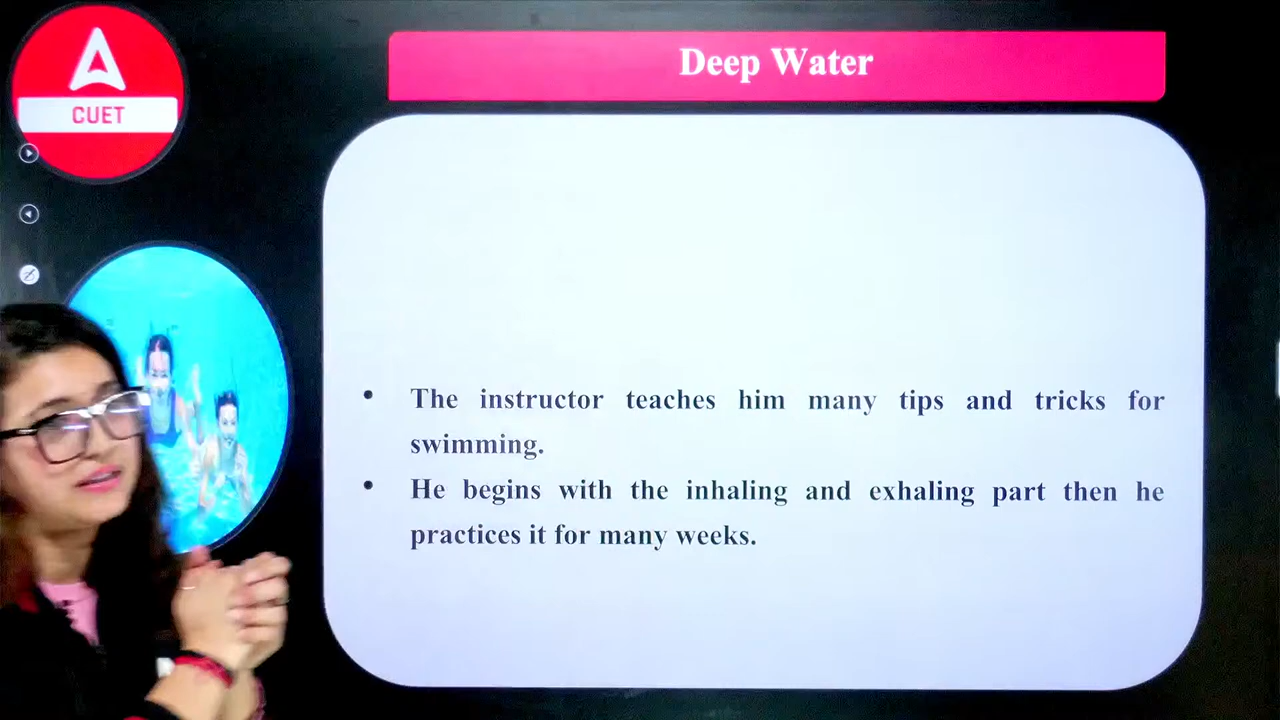 CUET
Deep Water
• The instructor teaches him many tips and tricks for
swimming.
• He begins with the inhaling and exhaling part then he
practices it for many weeks.